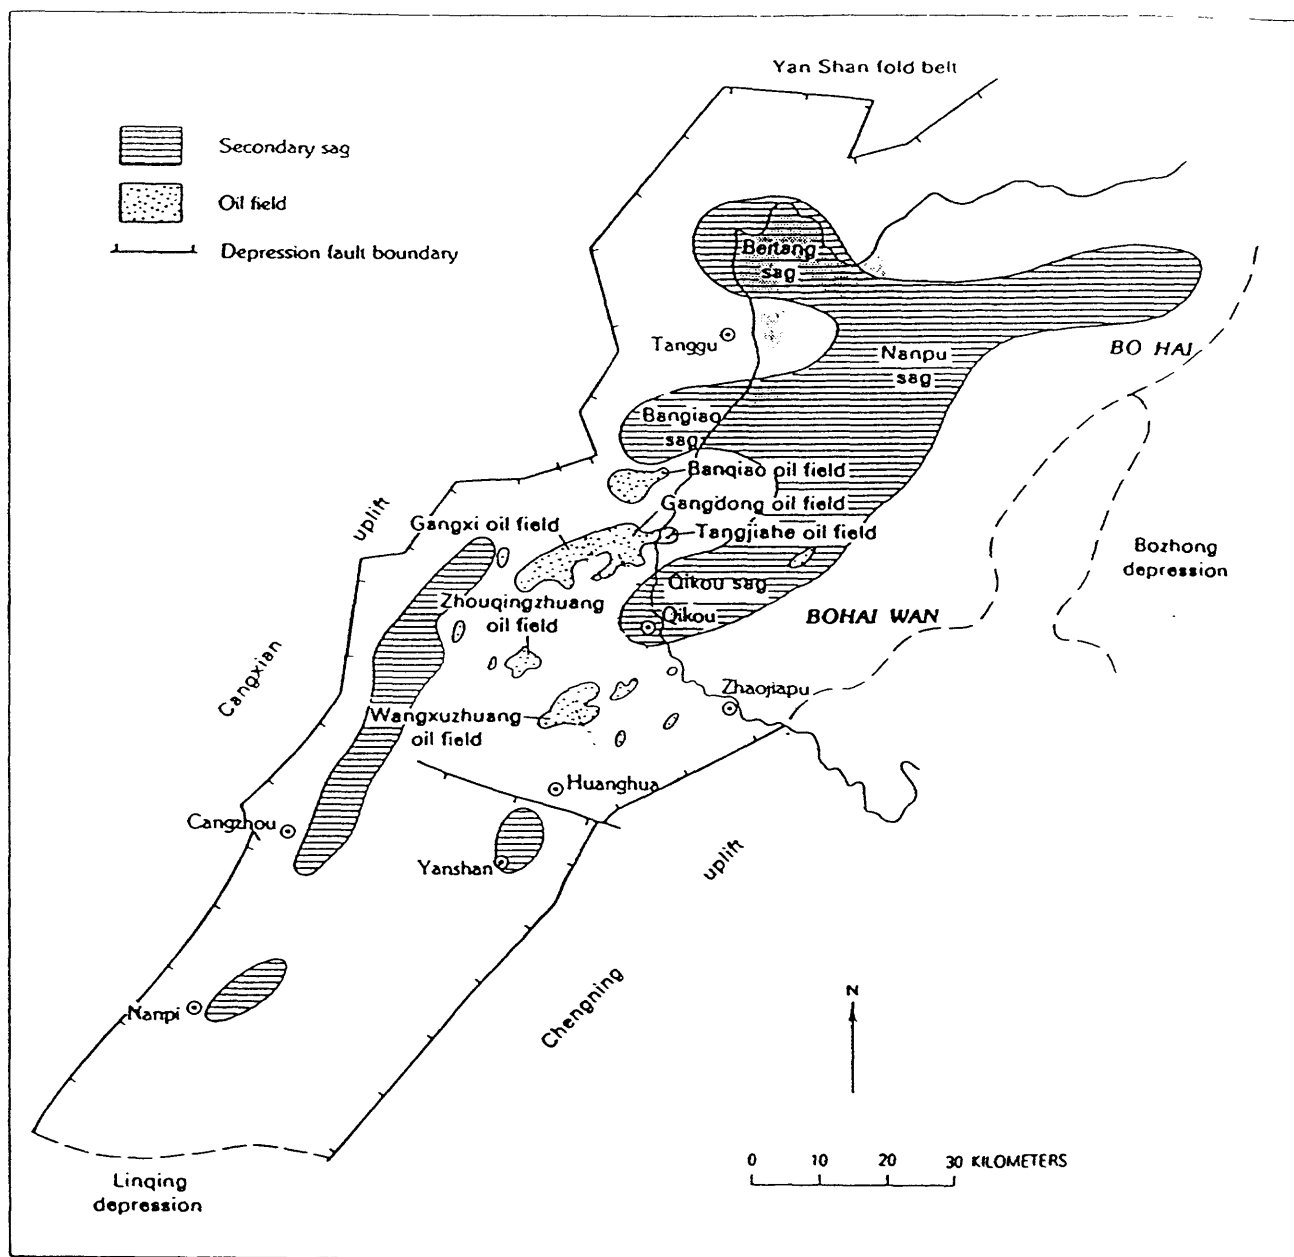 Yan Shan fold belt
Secondary sag
Oil field
Depression fault boundary
Beitang
sag
Tanggu
Nanpu
sag
BO HAI
Banqiao
sag
Banqiao oil field
Gangdong oil field
Gangxi oil field
Tangjiahe oil field
uplift
Bozhong
depression
Qikou sag
Zhouqingzhuang
oil field
Qikou
BOHAI WAN
Cangxian
Zhaojiapu
Wangxuzhuang
oil field
Huanghua
Cangzhou
Yanshan
uplift
Chengning
Nanpi
N
0 10 20 30 KILOMETERS
Linqing
depression